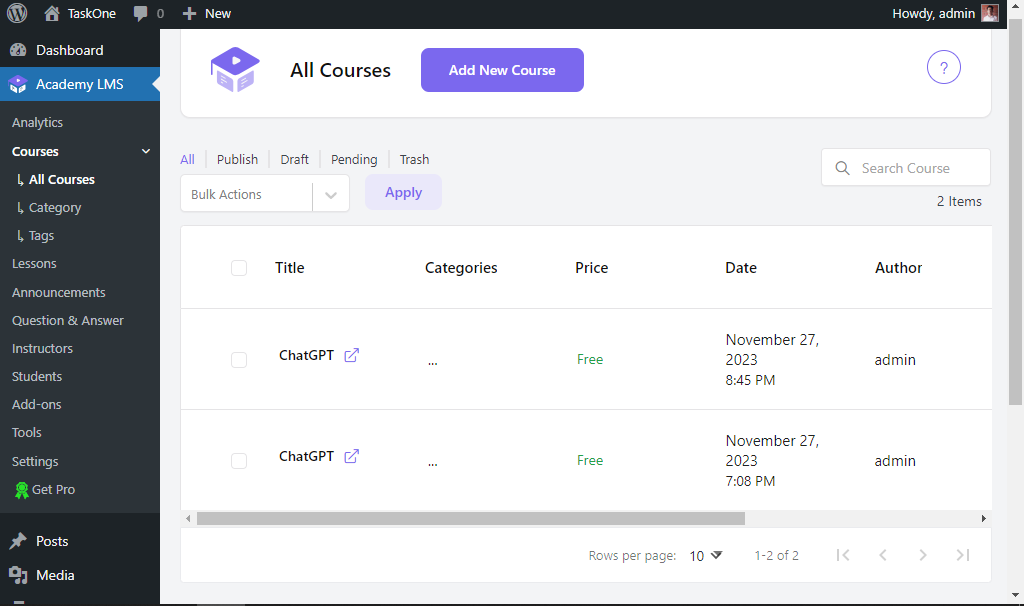 TaskOne
0
New
Howdy, admin
Dashboard
Academy LMS
Analytics
Courses
All Courses
Category
Tags
Lessons
Announcements
Question & Answer
Instructors
Students
Add-ons
Tools
Settings
Get Pro
Posts
Media
All Courses
Add New Course
?
All
Publish
Draft
Pending
Trash
Bulk Actions
Apply
Search Course
2 Items
Title
Categories
Price
Date
Author
ChatGPT
...
Free
November 27,
2023
8:45 PM
admin
ChatGPT
...
Free
November 27,
2023
7:08 PM
admin
Rows per page:
10
1-2 of 2